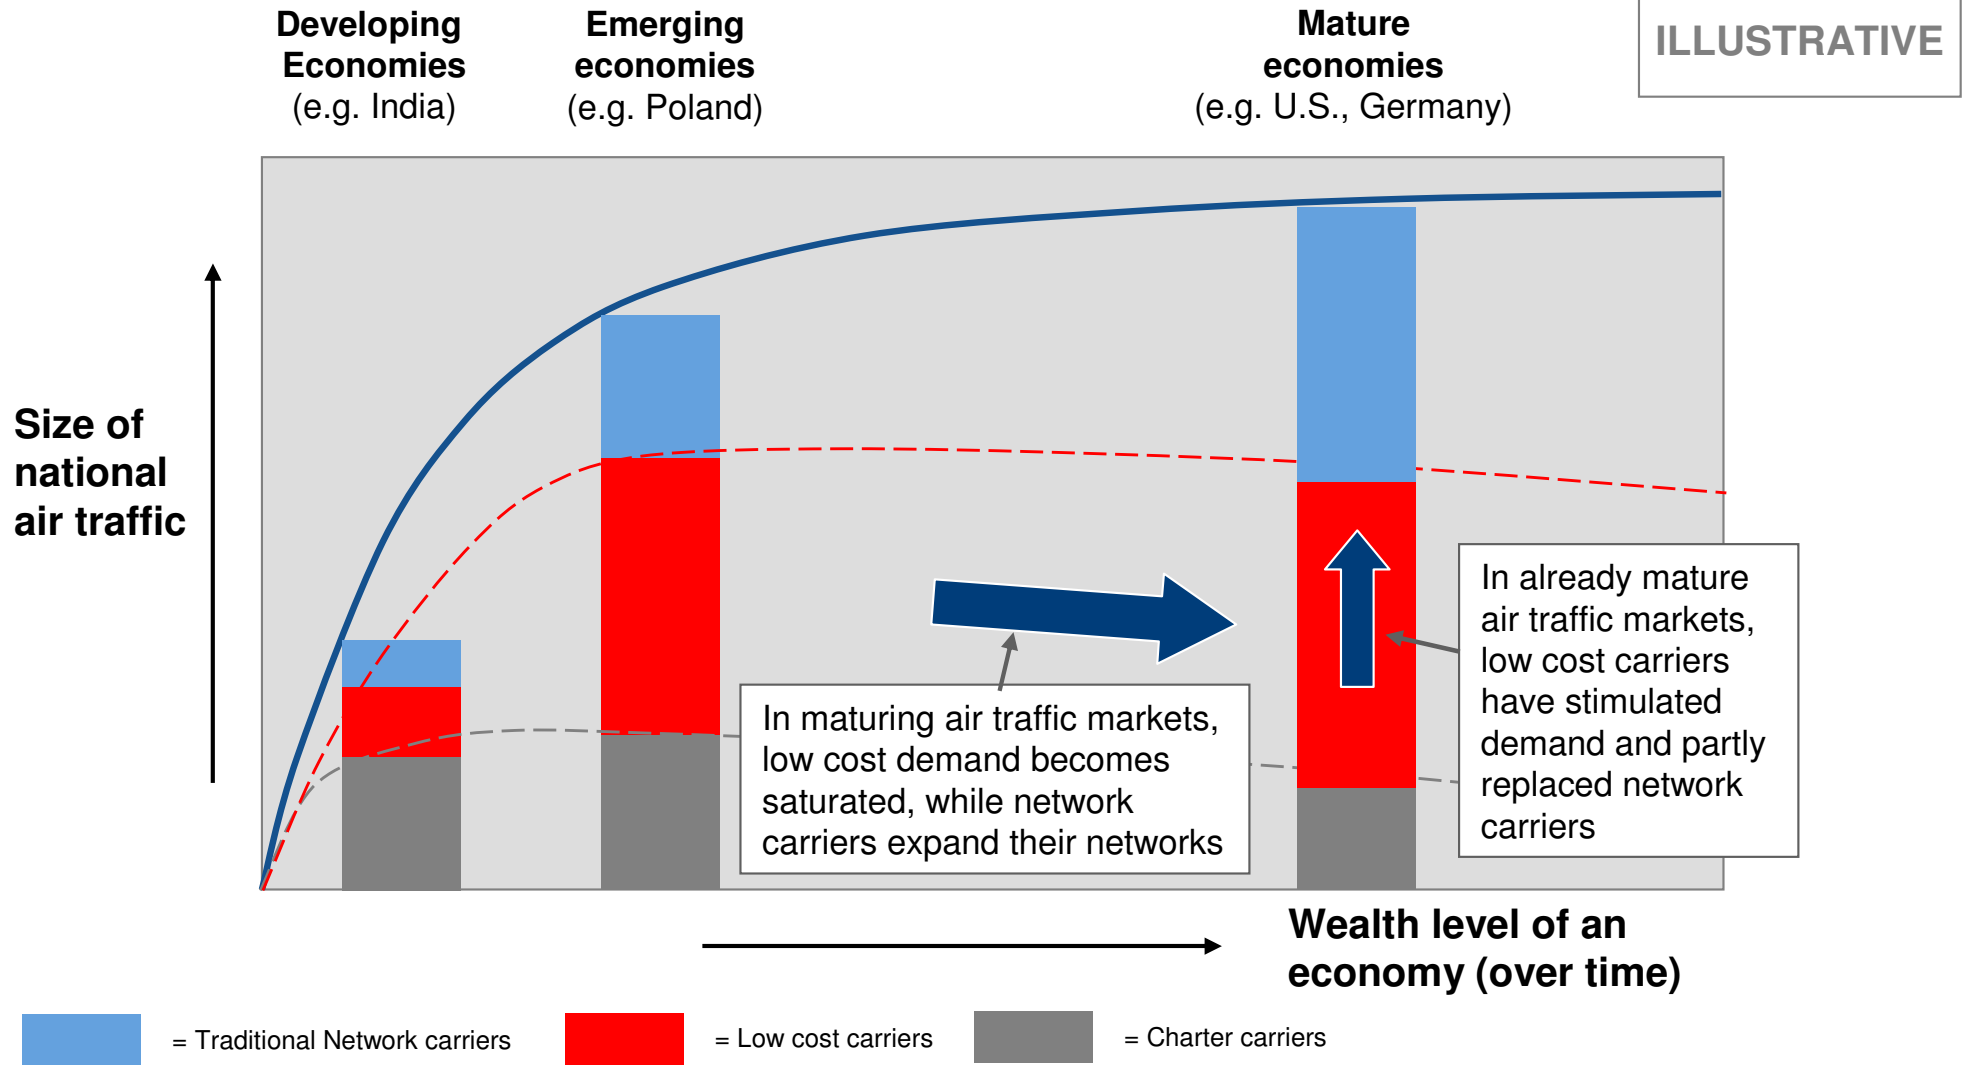 Developing
Economies
(e.g. India)
Emerging
economies
(e.g. Poland)
Mature
economies
(e.g. U.S., Germany)
ILLUSTRATIVE
Size of
national
air traffic
In maturing air traffic markets,
low cost demand becomes
saturated, while network
carriers expand their networks
In already mature
air traffic markets,
low cost carriers
have stimulated
demand and partly
replaced network
carriers
Wealth level of an
economy (over time)
= Traditional Network carriers
= Low cost carriers
= Charter carriers